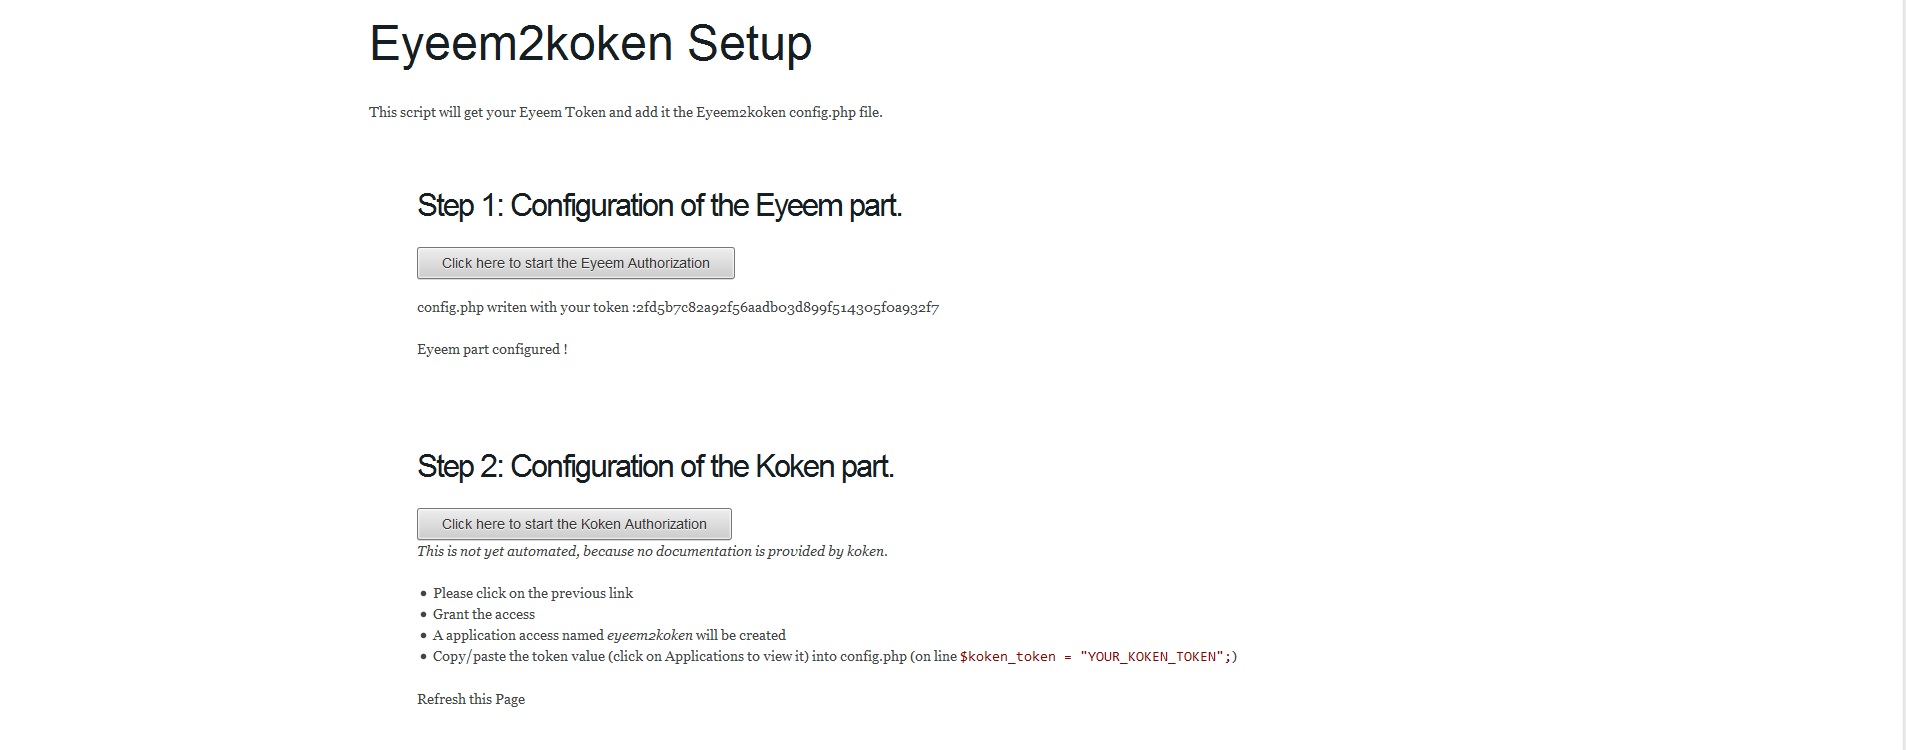 Eyeem2koken Setup
This script will get your Eyeem Token and add it the Eyeem2koken config.php file.
Step 1: Configuration of the Eyeem part.
Click here to start the Eyeem Authorization
config.php writen with your token :2fd5b7c82a92f56aadb03d899f514305f0a932f7
Eyeem part configured !
Step 2: Configuration of the Koken part.
Click here to start the Koken Authorization
This is not yet automated, because no documentation is provided by koken.
• Please click on the previous link
• Grant the access
• A application access named eyeem2koken will be created
• Copy/paste the token value (click on Applications to view it) into config.php (on line $koken_token = "YOUR_KOKEN_TOKEN";)
Refresh this Page